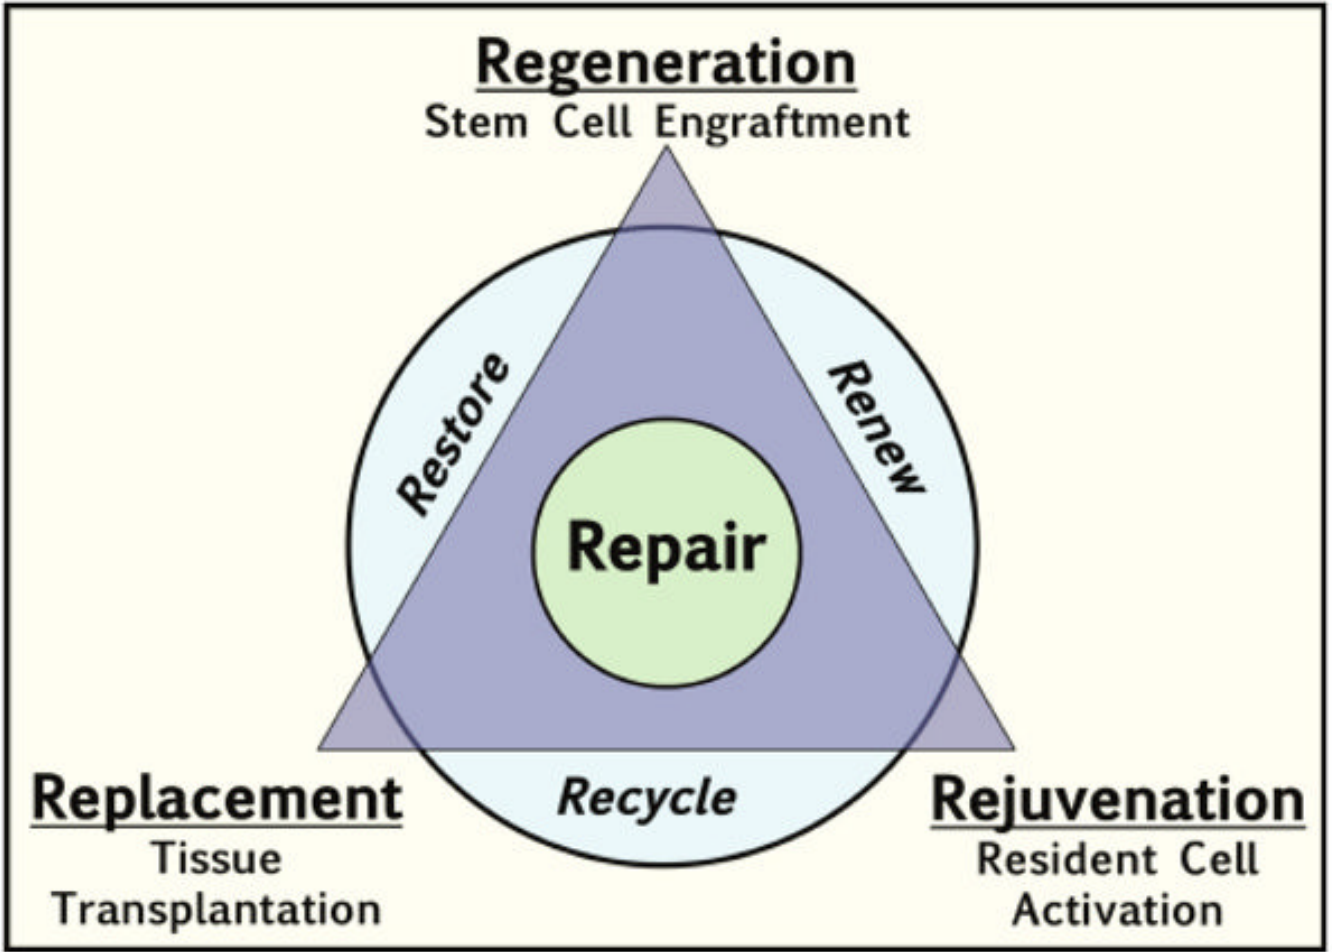 Regeneration
Stem Cell Engraftment
Restore
Renew
Repair
Recycle
Replacement
Tissue
Transplantation
Rejuvenation
Resident Cell
Activation